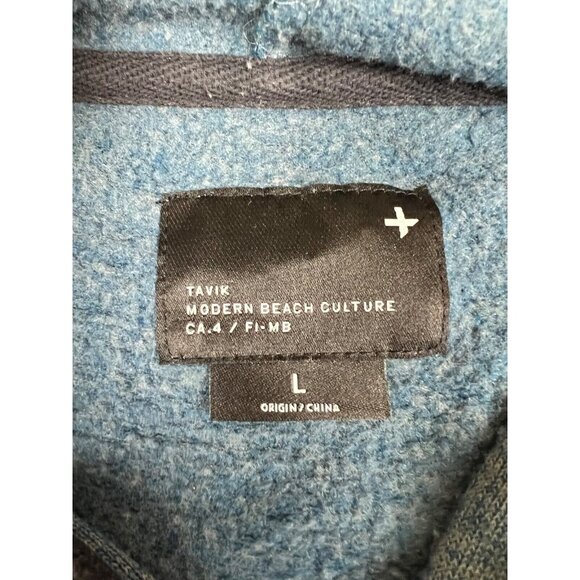 TAVIK
MODERN BEACH CULTURE
CA.4 / FI-MB
L
ORIGIN / CHINA